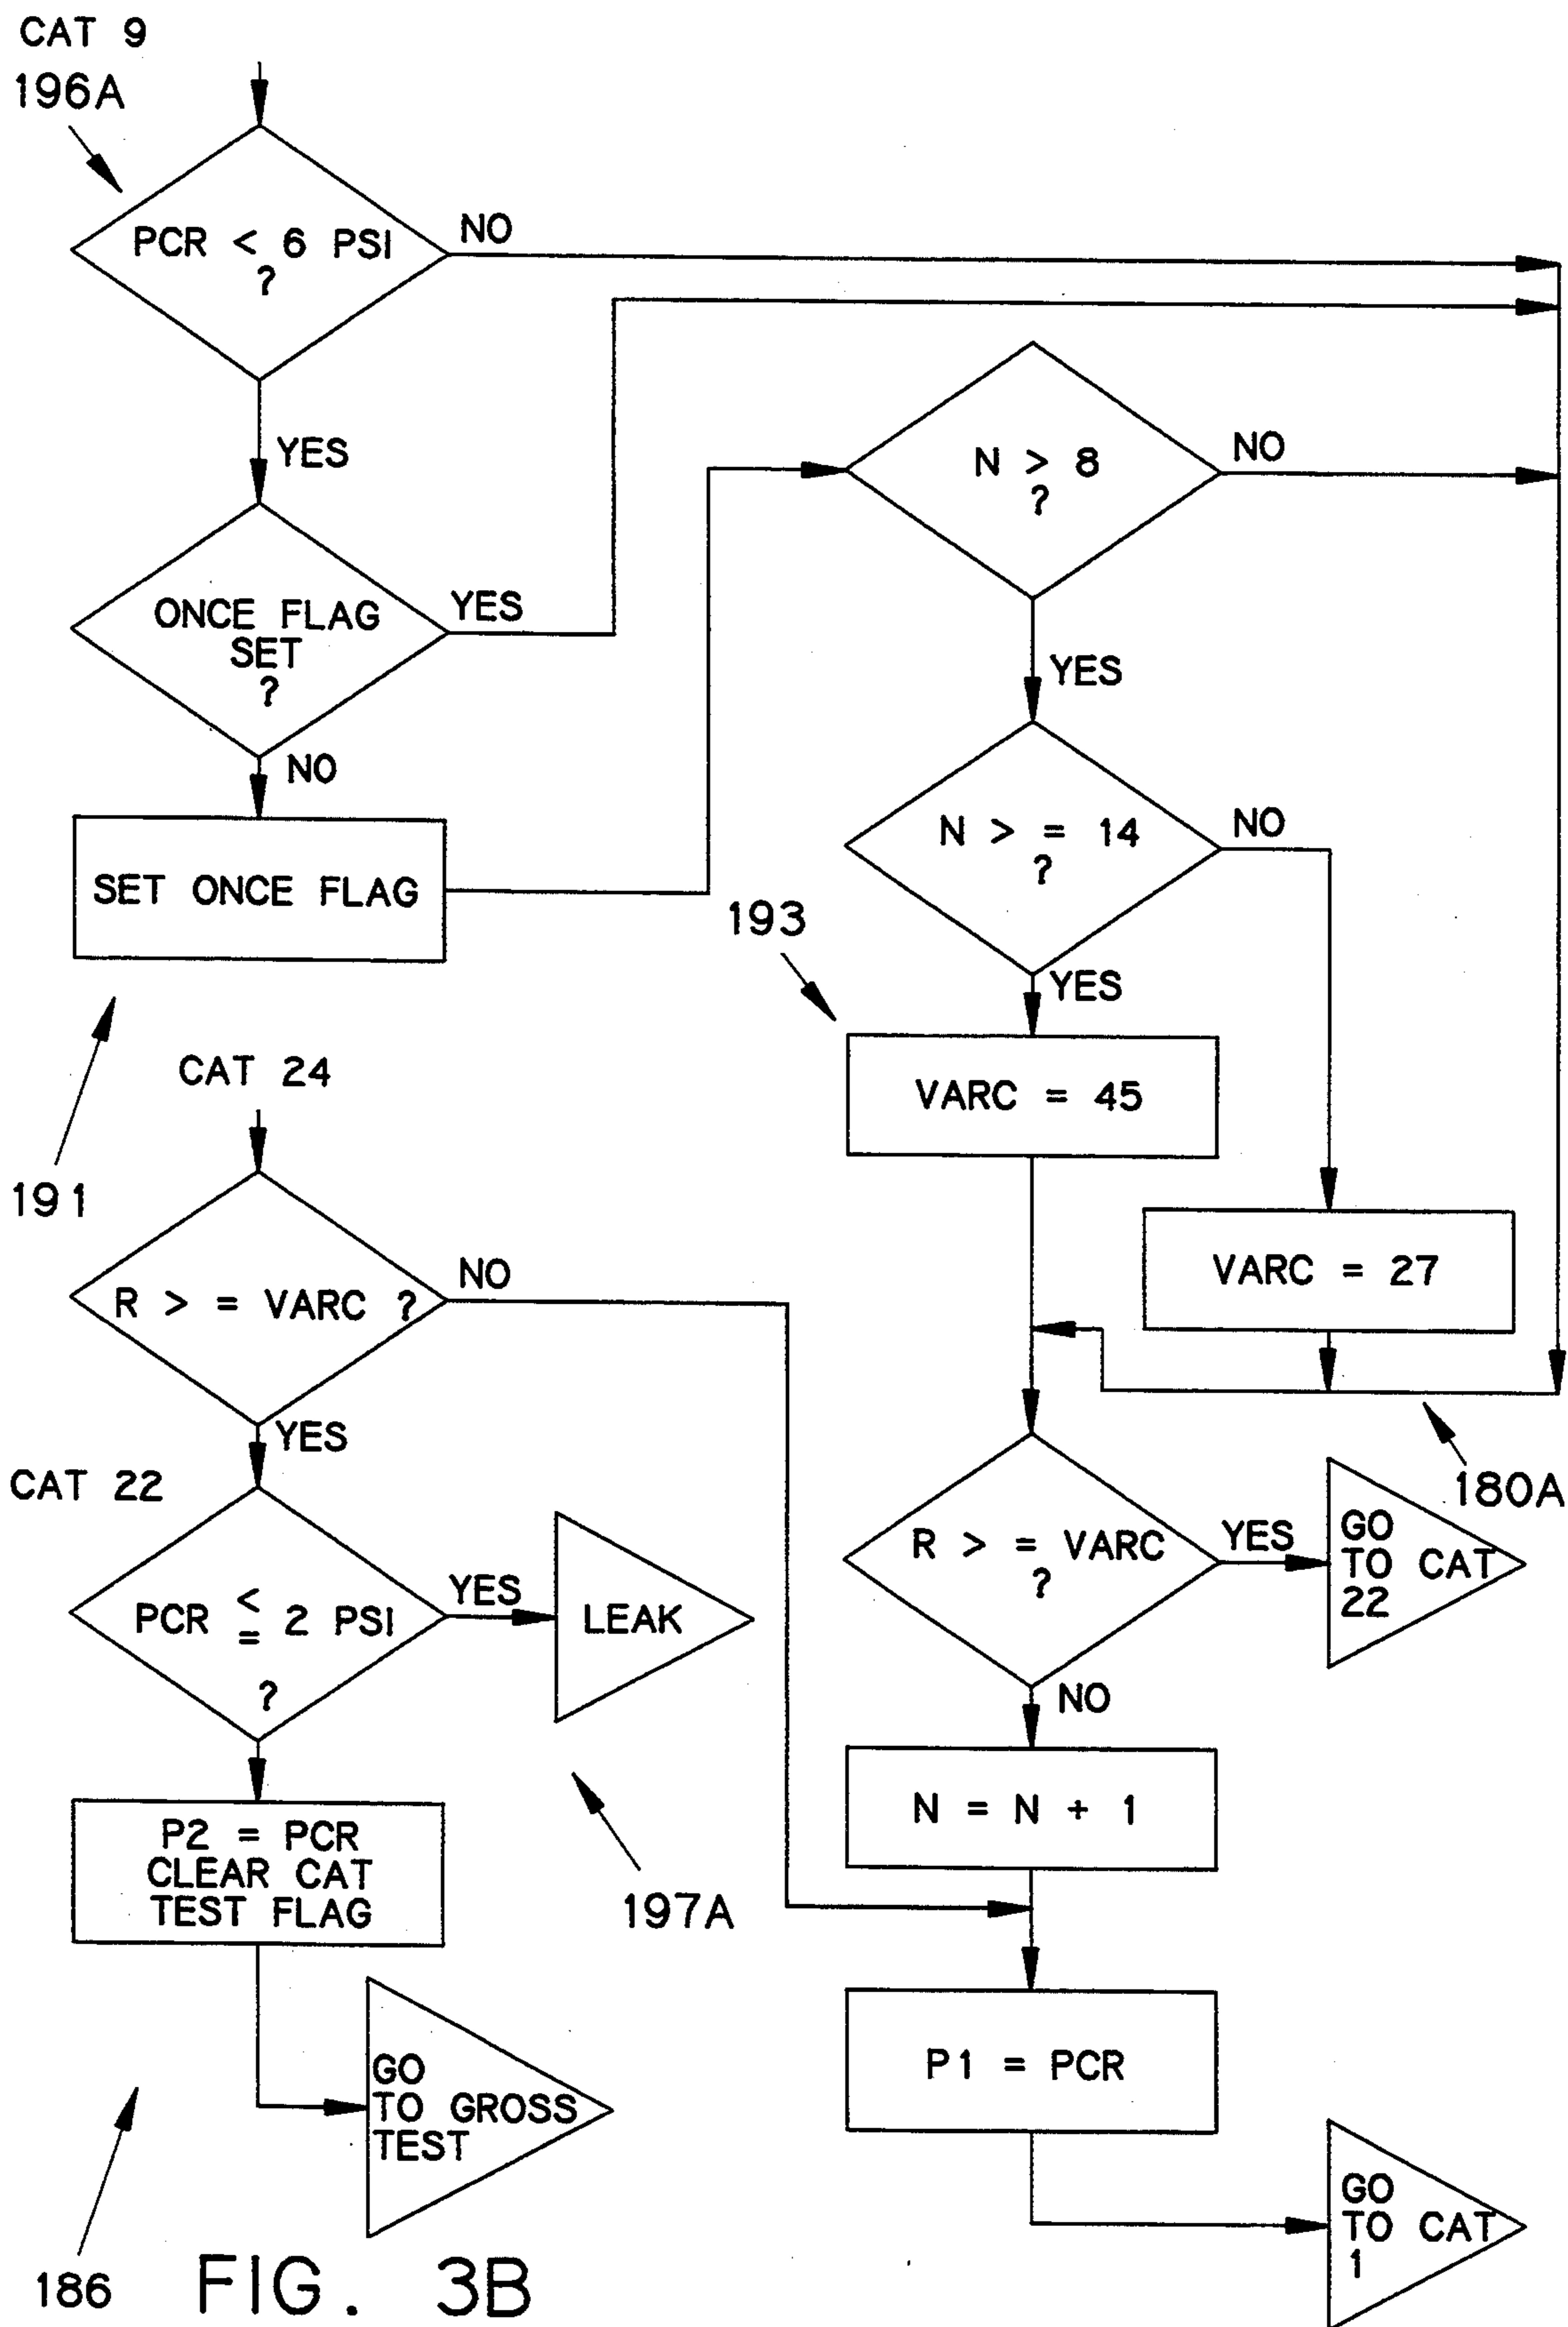 CAT 9
196A
PCR < 6 PSI
?
NO
YES
ONCE FLAG
SET
?
YES
NO
SET ONCE FLAG
191
N > 8
?
NO
YES
N > = 14
?
NO
YES
193
VARC = 45
VARC = 27
180A
CAT 24
R > = VARC ?
NO
YES
CAT 22
PCR <= 2 PSI
?
YES
LEAK
197A
P2 = PCR
CLEAR CAT
TEST FLAG
GO
TO GROSS
TEST
186
R > = VARC
?
YES
GO
TO CAT
22
NO
N = N + 1
P1 = PCR
GO
TO CAT
1
FIG. 3B